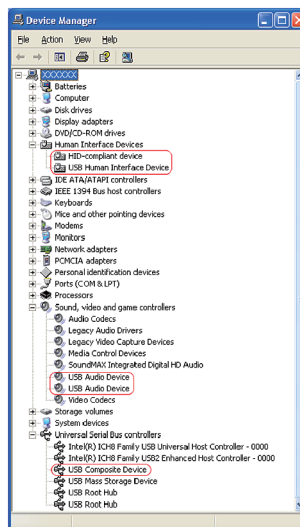 Device Manager
File Action View Help
XXXXXX
Batteries
Computer
Disk drives
Display adapters
DVD/CD-ROM drives
Human Interface Devices
HID-compliant device
USB Human Interface Device
IDE ATA/ATAPI controllers
IEEE 1394 Bus host controllers
Keyboards
Mice and other pointing devices
Modems
Monitors
Network adapters
PCMCIA adapters
Personal identification devices
Ports (COM & LPT)
Processors
Sound, video and game controllers
Audio Codecs
Legacy Audio Drivers
Legacy Video Capture Devices
Media Control Devices
SoundMAX Integrated Digital HD Audio
USB Audio Device
USB Audio Device
Video Codecs
Storage volumes
System devices
Universal Serial Bus controllers
Intel(R) ICH8 Family USB Universal Host Controller - 0000
Intel(R) ICH8 Family USB2 Enhanced Host Controller - 0000
USB Composite Device
USB Mass Storage Device
USB Root Hub
USB Root Hub